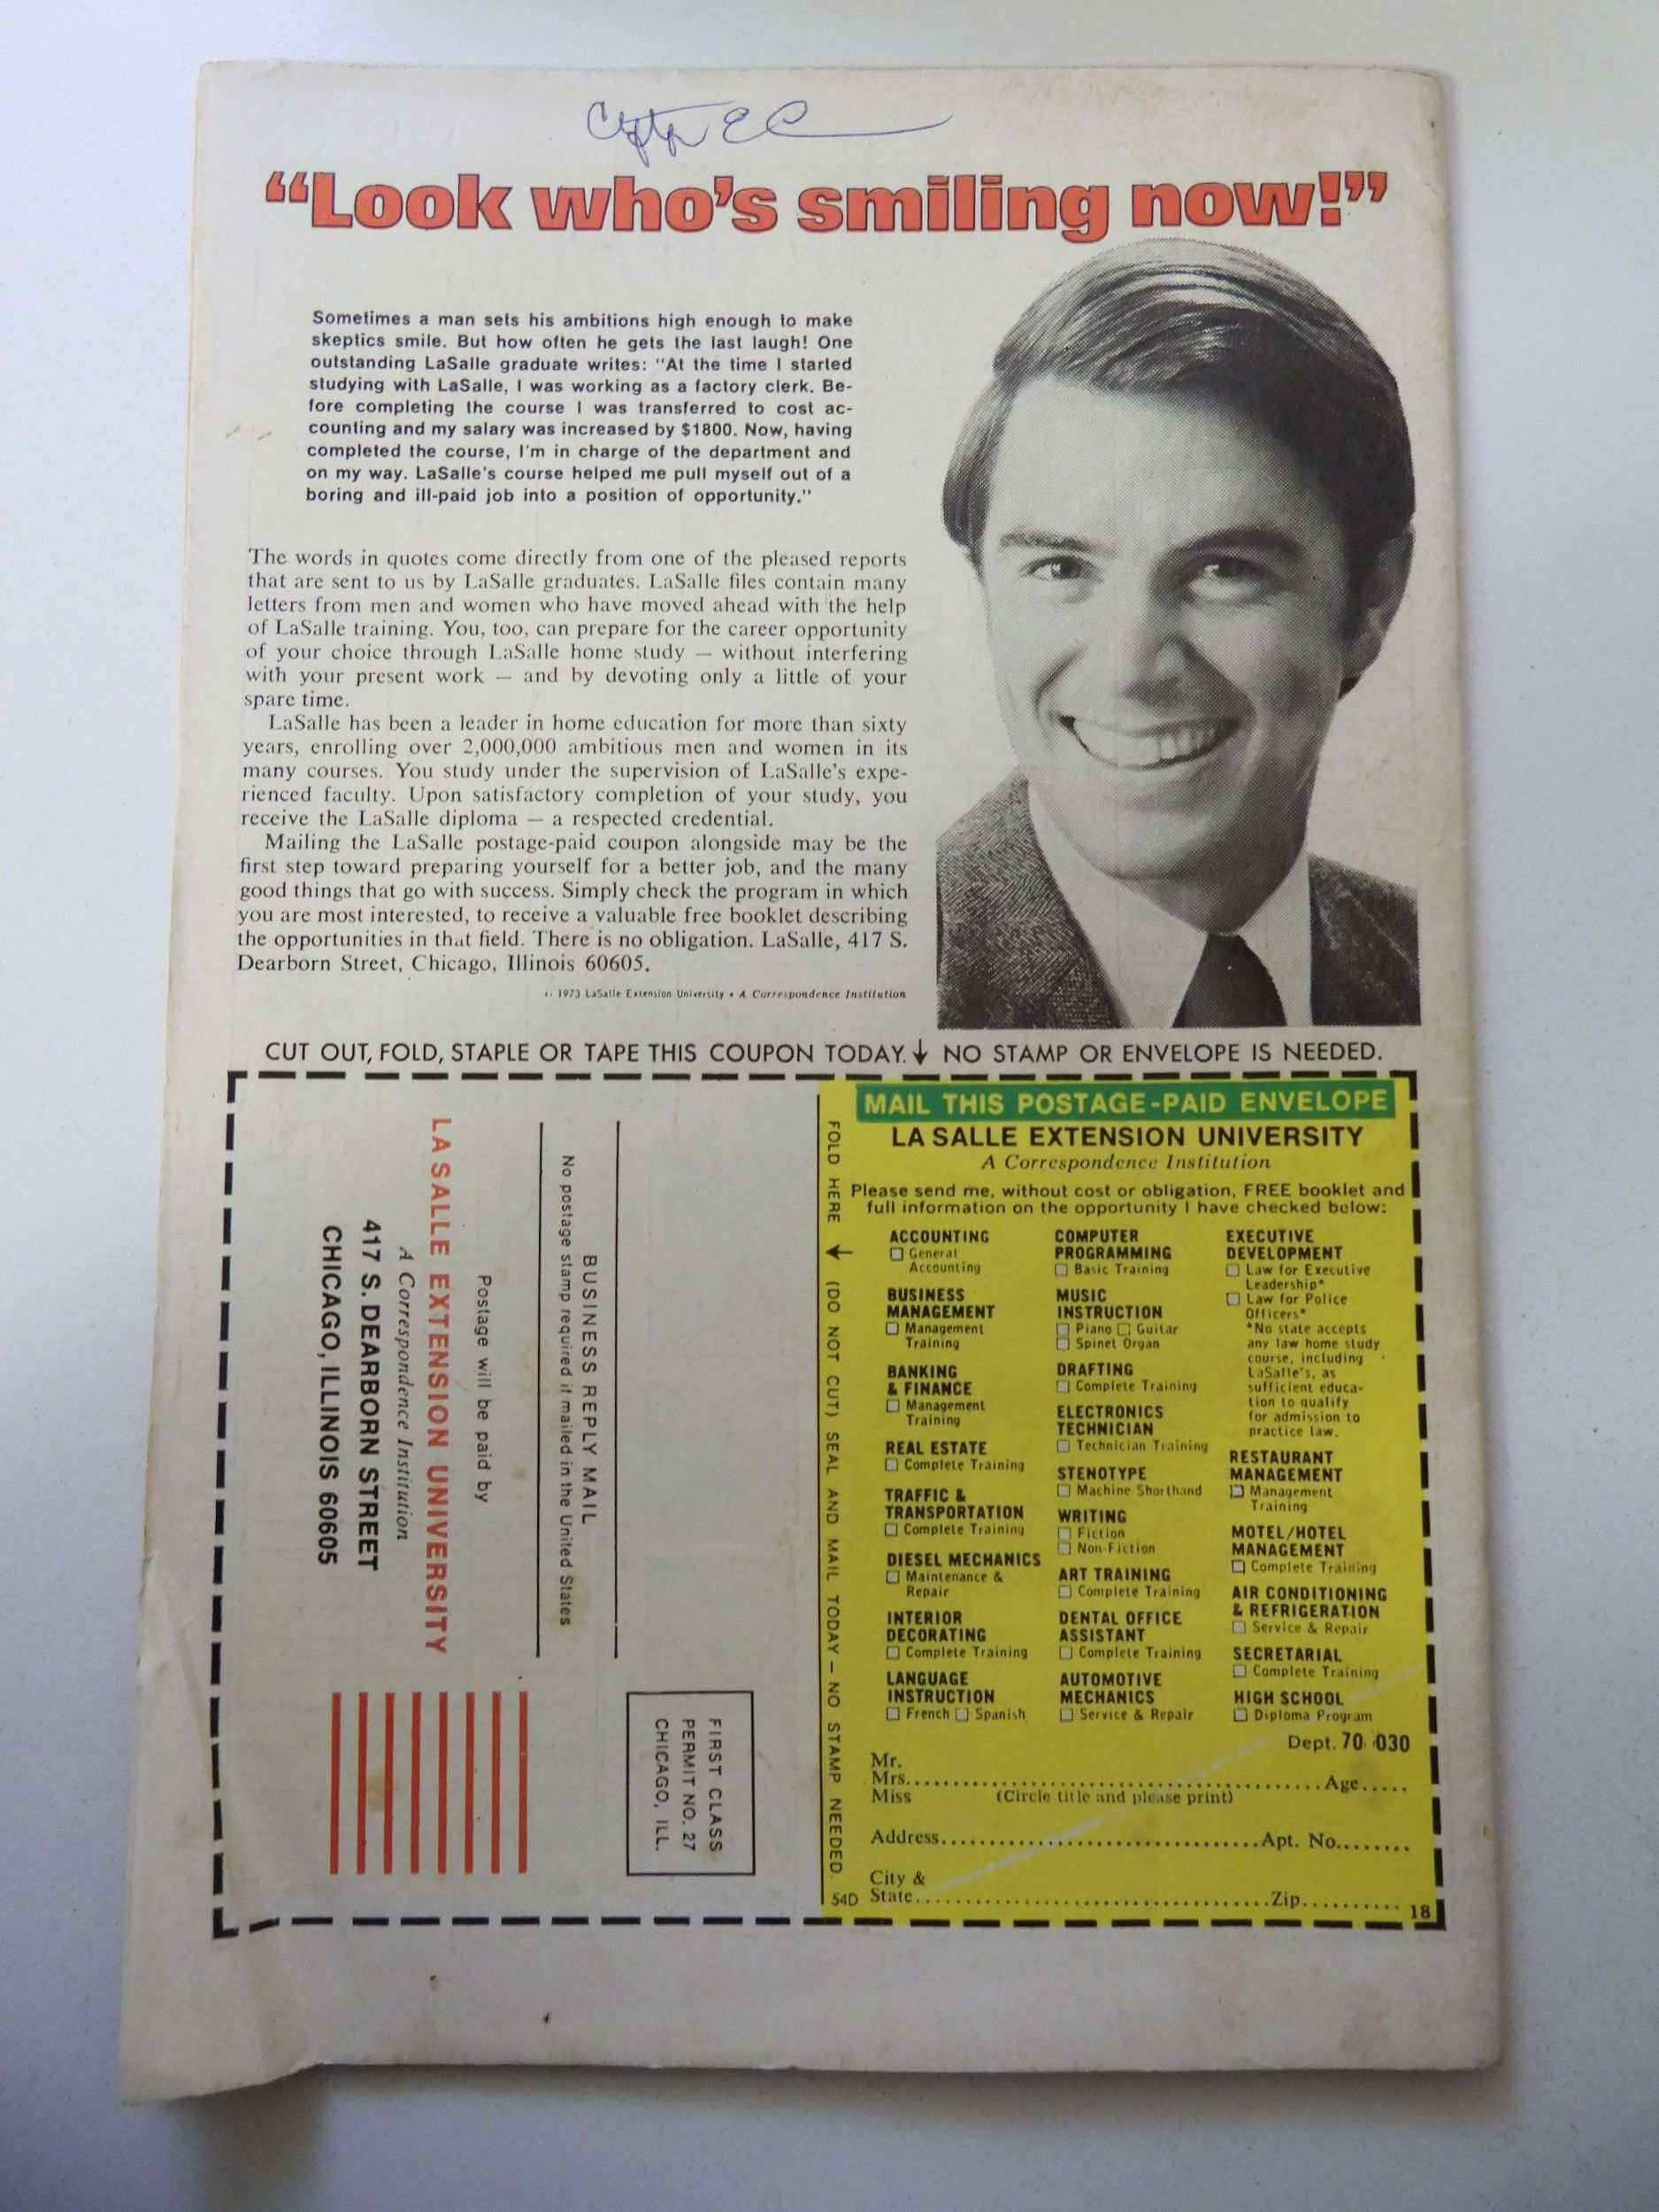 “Look who's smiling now!”
Sometimes a man sets his ambitions high enough to make
skeptics smile. But how often he gets the last laugh! One
outstanding LaSalle graduate writes: "At the time I started
studying with LaSalle, I was working as a factory clerk. Be-
fore completing the course I was transferred to cost ac-
counting and my salary was increased by $1800. Now, having
completed the course, I'm in charge of the department and
on my way. LaSalle's course helped me pull myself out of a
boring and ill-paid job into a position of opportunity."
The words in quotes come directly from one of the pleased reports
that are sent to us by LaSalle graduates. LaSalle files contain many
letters from men and women who have moved ahead with the help
of LaSalle training. You, too, can prepare for the career opportunity
of your choice through LaSalle home study — without interfering
with your present work — and by devoting only a little of your
spare time.
LaSalle has been a leader in home education for more than sixty
years, enrolling over 2,000,000 ambitious men and women in its
many courses. You study under the supervision of LaSalle's expe-
rienced faculty. Upon satisfactory completion of your study, you
receive the LaSalle diploma — a respected credential.
Mailing the LaSalle postage-paid coupon alongside may be the
first step toward preparing yourself for a better job, and the many
good things that go with success. Simply check the program in which
you are most interested, to receive a valuable free booklet describing
the opportunities in that field. There is no obligation. LaSalle, 417 S.
Dearborn Street, Chicago, Illinois 60605.
© 1973 LaSalle Extension University • A Correspondence Institution
CUT OUT, FOLD, STAPLE OR TAPE THIS COUPON TODAY. ↓ NO STAMP OR ENVELOPE IS NEEDED.
FIRST CLASS
PERMIT NO. 27
CHICAGO, ILL.
BUSINESS REPLY MAIL
No postage stamp required if mailed in the United States
Postage will be paid by
LA SALLE EXTENSION UNIVERSITY
A Correspondence Institution
417 S. DEARBORN STREET
CHICAGO, ILLINOIS 60605
FOLD HERE ↓ (DO NOT CUT) SEAL AND MAIL TODAY — NO STAMP NEEDED.
54D
MAIL THIS POSTAGE-PAID ENVELOPE
LA SALLE EXTENSION UNIVERSITY
A Correspondence Institution
Please send me, without cost or obligation, FREE booklet and
full information on the opportunity I have checked below:
ACCOUNTING
☐ General
Accounting
BUSINESS
MANAGEMENT
☐ Management
Training
BANKING
& FINANCE
☐ Management
Training
REAL ESTATE
☐ Complete Training
TRAFFIC &
TRANSPORTATION
☐ Complete Training
DIESEL MECHANICS
☐ Maintenance &
Repair
INTERIOR
DECORATING
☐ Complete Training
LANGUAGE
INSTRUCTION
☐ French ☐ Spanish
COMPUTER
PROGRAMMING
☐ Basic Training
MUSIC
INSTRUCTION
☐ Piano ☐ Guitar
☐ Spinet Organ
DRAFTING
☐ Complete Training
ELECTRONICS
TECHNICIAN
☐ Technician Training
STENOTYPE
☐ Machine Shorthand
WRITING
☐ Fiction
☐ Non-Fiction
ART TRAINING
☐ Complete Training
DENTAL OFFICE
ASSISTANT
☐ Complete Training
AUTOMOTIVE
MECHANICS
☐ Service & Repair
EXECUTIVE
DEVELOPMENT
☐ Law for Executive
Leadership*
☐ Law for Police
Officers*
*No state accepts
any law home study
course, including
LaSalle's, as
sufficient educa-
tion to qualify
for admission to
practice law.
RESTAURANT
MANAGEMENT
☐ Management
Training
MOTEL/HOTEL
MANAGEMENT
☐ Complete Training
AIR CONDITIONING
& REFRIGERATION
☐ Service & Repair
SECRETARIAL
☐ Complete Training
HIGH SCHOOL
☐ Diploma Program
Dept. 70-030
Mr.
Mrs.....Age.....
Miss (Circle title and please print)
Address.....Apt. No.....
City &
State.....Zip.....
18